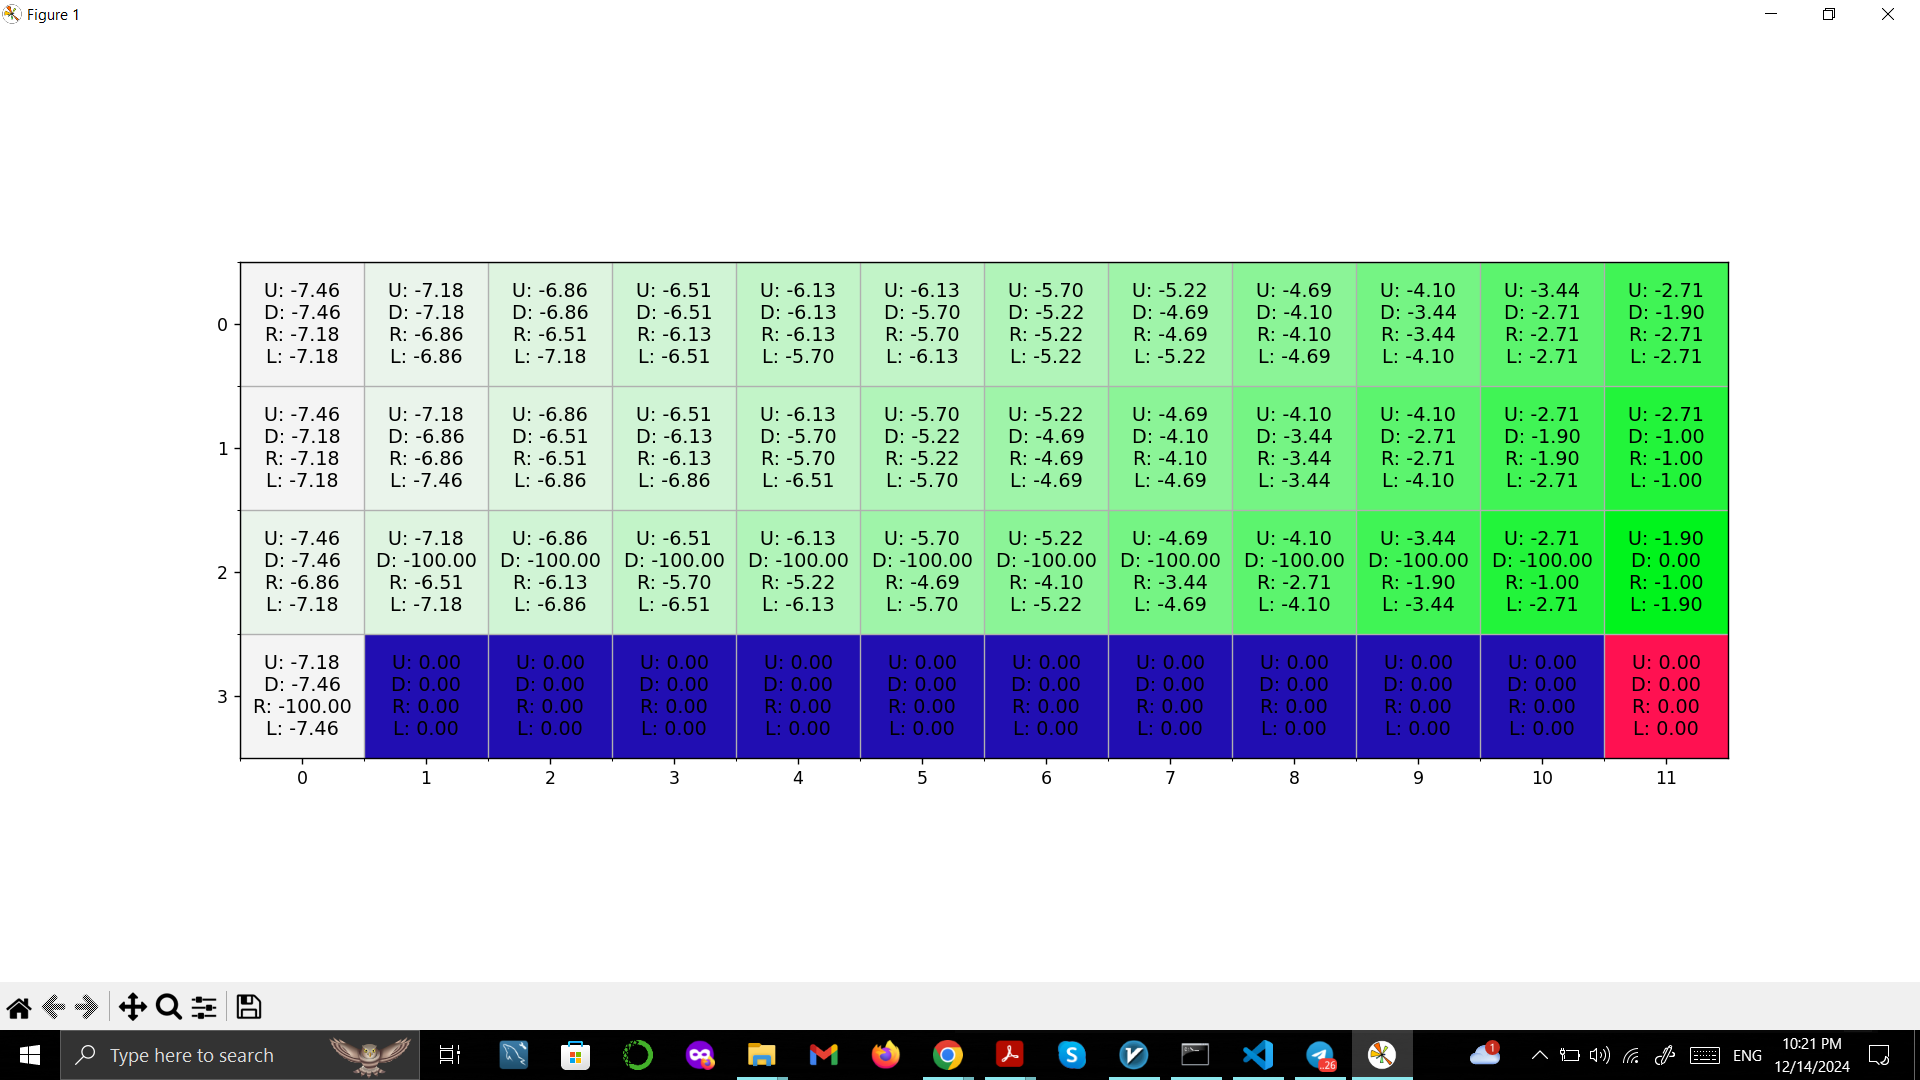 Figure 1
U: -7.46 U: -7.18 U: -6.86 U: -6.51 U: -6.13 U: -6.13 U: -5.70 U: -5.22 U: -4.69 U: -4.10 U: -3.44 U: -2.71
D: -7.46 D: -7.18 D: -6.86 D: -6.51 D: -6.13 D: -5.70 D: -5.22 D: -4.69 D: -4.10 D: -3.44 D: -2.71 D: -1.90
0 R: -7.18 R: -6.86 R: -6.51 R: -6.13 R: -6.13 R: -5.70 R: -5.22 R: -4.69 R: -4.10 R: -3.44 R: -2.71 R: -2.71
L: -7.18 L: -6.86 L: -7.18 L: -6.51 L: -5.70 L: -6.13 L: -5.22 L: -5.22 L: -4.69 L: -4.10 L: -2.71 L: -2.71
U: -7.46 U: -7.18 U: -6.86 U: -6.51 U: -6.13 U: -5.70 U: -5.22 U: -4.69 U: -4.10 U: -4.10 U: -2.71 U: -2.71
D: -7.18 D: -6.86 D: -6.51 D: -6.13 D: -5.70 D: -5.22 D: -4.69 D: -4.10 D: -3.44 D: -2.71 D: -1.90 D: -1.00
1 R: -7.18 R: -6.86 R: -6.51 R: -6.13 R: -5.70 R: -5.22 R: -4.69 R: -4.10 R: -3.44 R: -2.71 R: -1.90 R: -1.00
L: -7.18 L: -7.46 L: -6.86 L: -6.86 L: -6.51 L: -5.70 L: -4.69 L: -4.69 L: -3.44 L: -4.10 L: -2.71 L: -1.00
U: -7.46 U: -7.18 U: -6.86 U: -6.51 U: -6.13 U: -5.70 U: -5.22 U: -4.69 U: -4.10 U: -3.44 U: -2.71 U: -1.90
D: -7.46 D: -100.00 D: -100.00 D: -100.00 D: -100.00 D: -100.00 D: -100.00 D: -100.00 D: -100.00 D: -100.00 D: -100.00 D: 0.00
2 R: -6.86 R: -6.51 R: -6.13 R: -5.70 R: -5.22 R: -4.69 R: -4.10 R: -3.44 R: -2.71 R: -1.90 R: -1.00 R: -1.00
L: -7.18 L: -7.18 L: -6.86 L: -6.51 L: -6.13 L: -5.70 L: -5.22 L: -4.69 L: -4.10 L: -3.44 L: -2.71 L: -1.90
U: -7.18 U: 0.00 U: 0.00 U: 0.00 U: 0.00 U: 0.00 U: 0.00 U: 0.00 U: 0.00 U: 0.00 U: 0.00 U: 0.00
D: -7.46 D: 0.00 D: 0.00 D: 0.00 D: 0.00 D: 0.00 D: 0.00 D: 0.00 D: 0.00 D: 0.00 D: 0.00 D: 0.00
3 R: -100.00 R: 0.00 R: 0.00 R: 0.00 R: 0.00 R: 0.00 R: 0.00 R: 0.00 R: 0.00 R: 0.00 R: 0.00 R: 0.00
L: -7.46 L: 0.00 L: 0.00 L: 0.00 L: 0.00 L: 0.00 L: 0.00 L: 0.00 L: 0.00 L: 0.00 L: 0.00 L: 0.00
0 1 2 3 4 5 6 7 8 9 10 11
Type here to search
..26
1
ENG
10:21 PM
12/14/2024